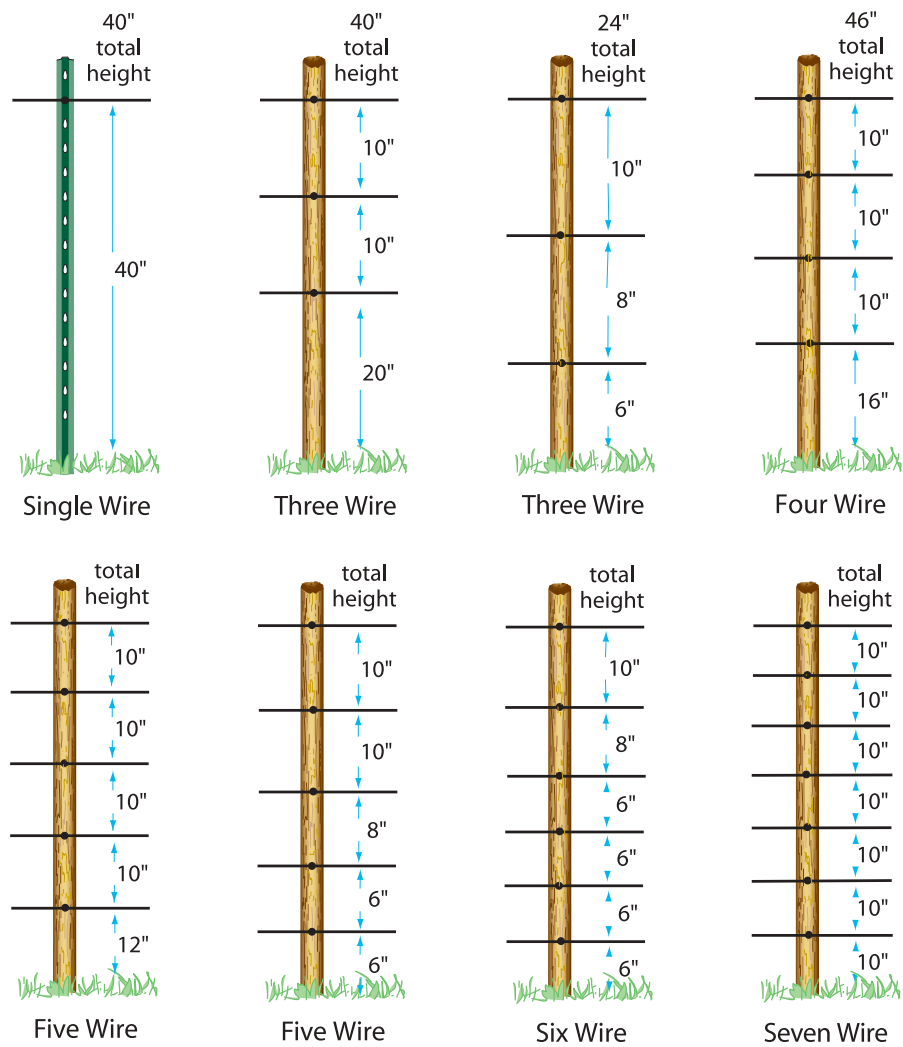 40"
total
height
40"
Single Wire
40"
total
height
10"
10"
20"
Three Wire
24"
total
height
10"
8"
6"
Three Wire
46"
total
height
10"
10"
10"
16"
Four Wire
total
height
10"
10"
10"
10"
12"
Five Wire
total
height
10"
10"
8"
6"
6"
Five Wire
total
height
10"
8"
6"
6"
6"
6"
Six Wire
total
height
10"
10"
10"
10"
10"
10"
10"
Seven Wire